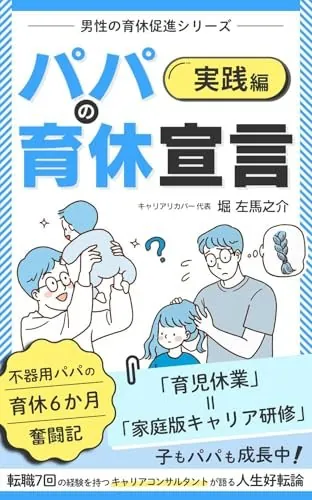 男性の育休促進シリーズ
パパの
実践編
育休宣言
キャリアリカバー 代表 堀 左馬之介
?
不器用パパの
育休6か月
奮闘記
「育児休業」
=
「家庭版キャリア研修」
子もパパも成長中!
転職7回の経験を持つキャリアコンサルタントが語る人生好転論